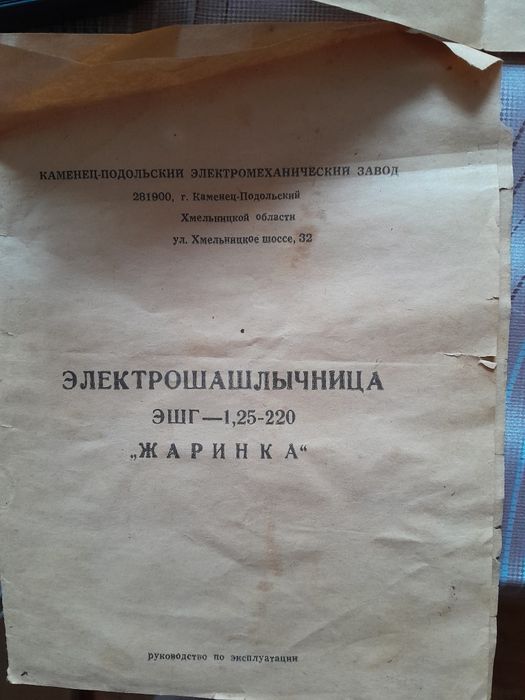 КАМЕНЕЦ-ПОДОЛЬСКИЙ ЭЛЕКТРОМЕХАНИЧЕСКИЙ ЗАВОД
281900, г. Каменец-Подольский
Хмельницкой области
ул. Хмельницкое шоссе, 32
ЭЛЕКТРОШАШЛЫЧНИЦА
ЭШГ—1,25-220
„ЖАРИНКА“
руководство по эксплуатации